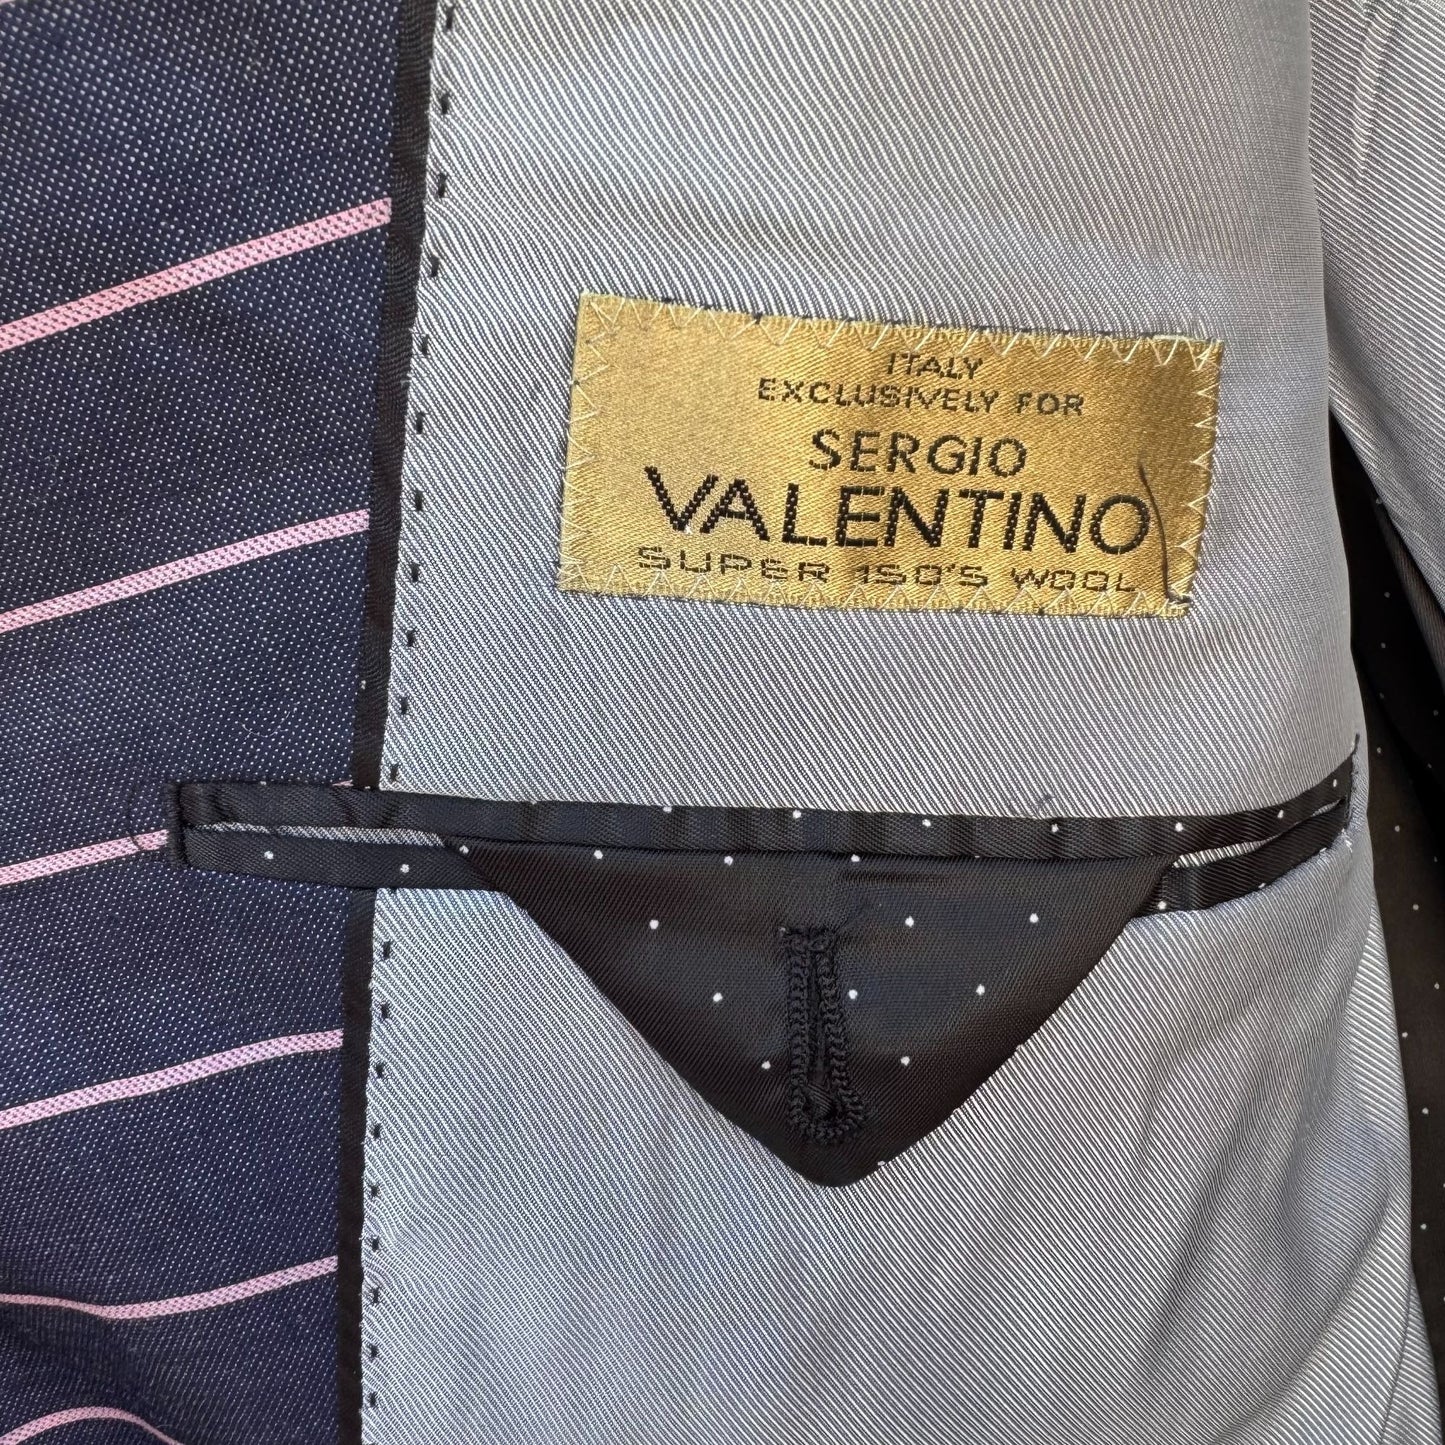 ITALY
EXCLUSIVELY FOR
SERGIO
VALENTINO
SUPER 150'S WOOL